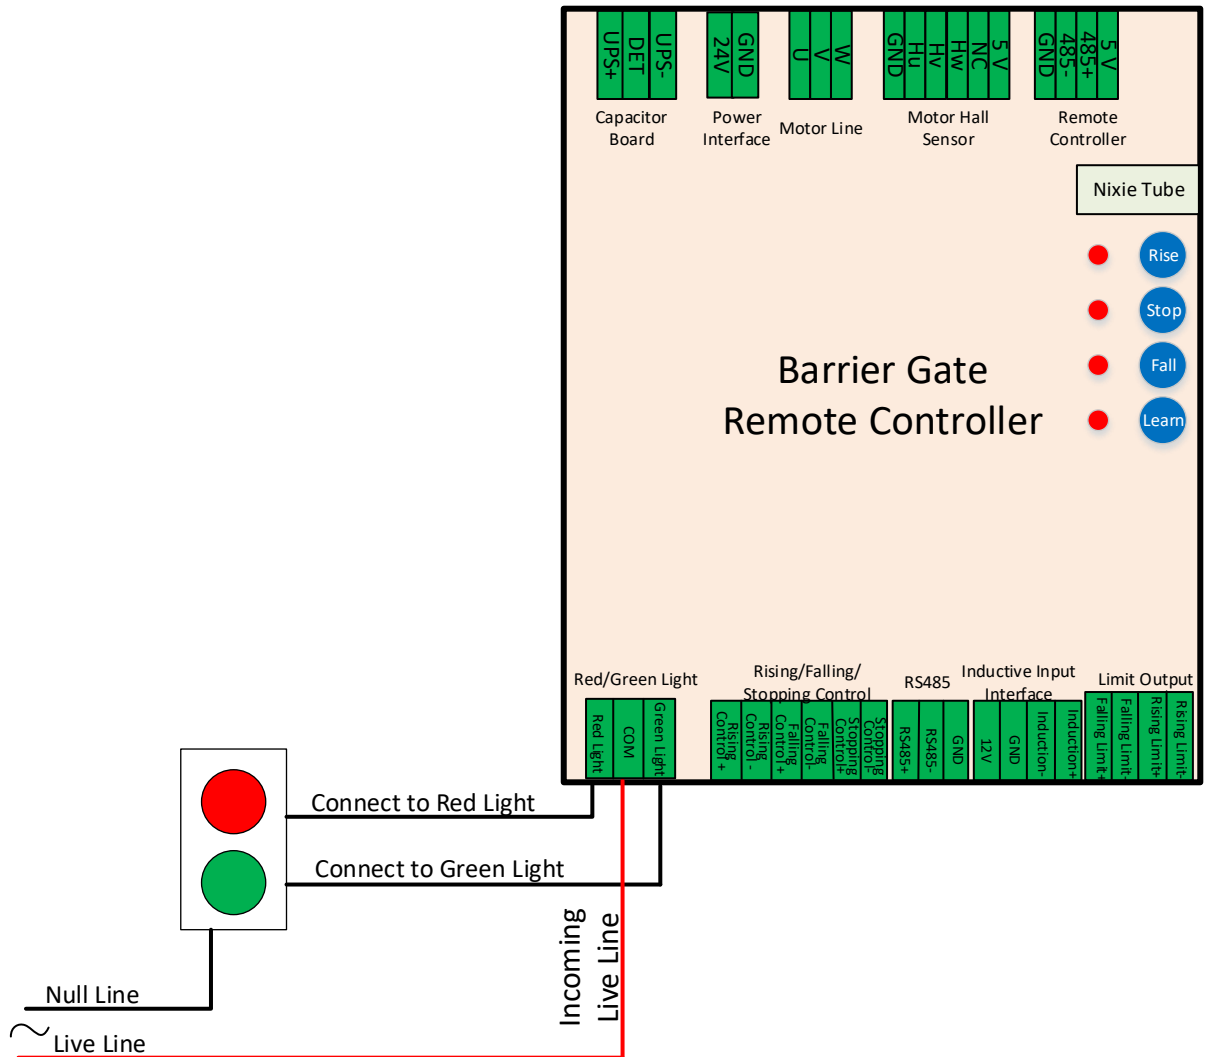 UPS+
DET
UPS-
24V
GND
U
V
W
GND
Hu
Hv
Hw
NC
5 V
GND
485-
485+
5 V
Capacitor
Board
Power
Interface
Motor Line
Motor Hall
Sensor
Remote
Controller
Nixie Tube
Rise
Stop
Fall
Learn
Barrier Gate
Remote Controller
Red/Green Light
Rising/Falling/
Stopping Control
RS485
Inductive Input
Interface
Limit Output
Red Light
COM
Green Light
Rising
Control+
Rising
Control-
Falling
Control+
Falling
Control-
Stopping
Control+
Stopping
Control-
RS485+
RS485-
GND
12V
GND
Induction-
Induction+
Falling Limit+
Falling Limit-
Rising Limit+
Rising Limit-
Connect to Red Light
Connect to Green Light
Incoming
Live Line
Null Line
Live Line